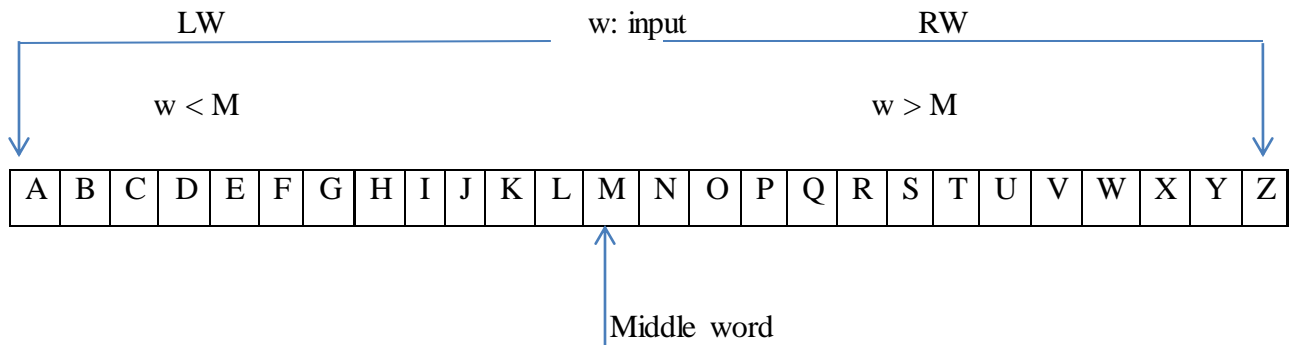 LW w: input RW
w < M w > M
A B C D E F G H I J K L M N O P Q R S T U V W X Y Z
Middle word